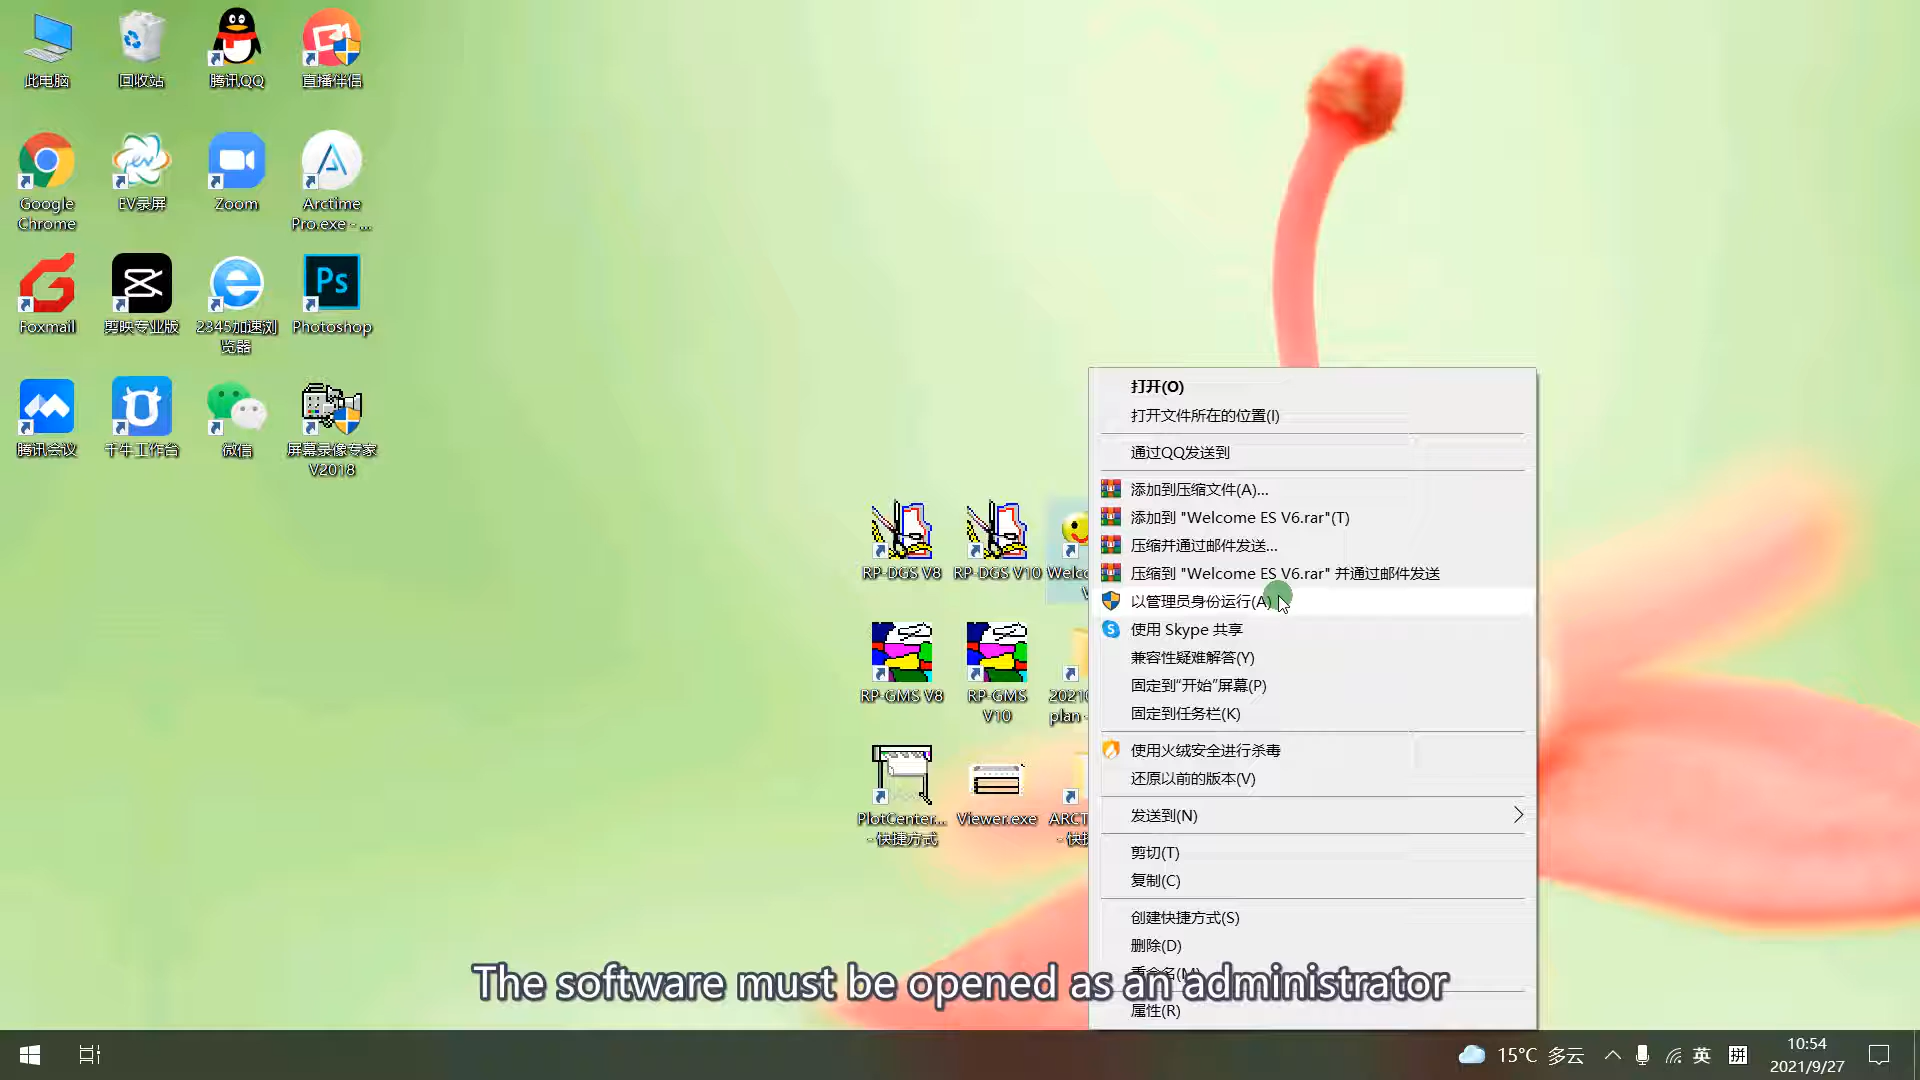 此电脑
回收站
腾讯QQ
直播伴侣
Google
Chrome
EV录屏
Zoom
Arctime
Pro.exe - ...
Foxmail
剪映专业版
2345加速浏
览器
Photoshop
腾讯会议
千牛工作台
微信
屏幕录像专家
V2018
RP-DGS V8
RP-DGS V10
RP-GMS V8
RP-GMS
V10
plan -
PlotCenter...
- 快捷方式
Viewer.exe
打开(O)
打开文件所在的位置(I)
通过QQ发送到
添加到压缩文件(A)...
添加到 "Welcome ES V6.rar"(T)
压缩并通过邮件发送...
压缩到 "Welcome ES V6.rar" 并通过邮件发送
以管理员身份运行(A)
使用 Skype 共享
兼容性疑难解答(Y)
固定到“开始”屏幕(P)
固定到任务栏(K)
使用火绒安全进行杀毒
还原以前的版本(V)
发送到(N)
剪切(T)
复制(C)
创建快捷方式(S)
删除(D)
重命名(M)
属性(R)
The software must be opened as an administrator
15°C 多云
英
拼
10:54
2021/9/27